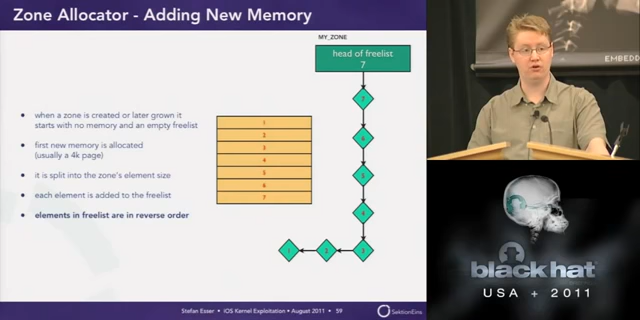 Zone Allocator - Adding New Memory
MY_ZONE
head of freelist
7
• when a zone is created or later grown it
starts with no memory and an empty freelist
• first new memory is allocated
(usually a 4k page)
• it is split into the zone's element size
• each element is added to the freelist
• elements in freelist are in reverse order
1
2
3
4
5
6
7
7
6
5
4
1
2
3
Stefan Esser • iOS Kernel Exploitation • August 2011 • 59
SektionEins
EMBEDD
black hat
USA + 2011